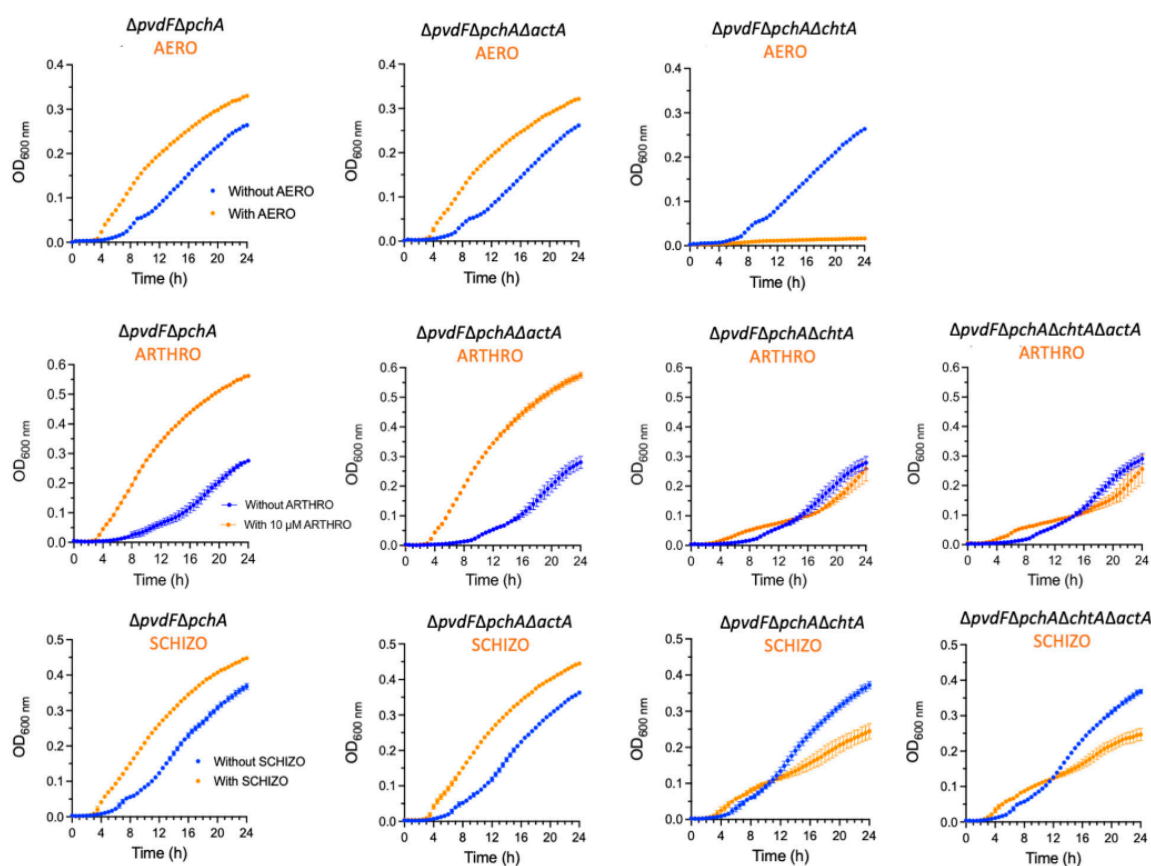 ΔpvdFΔpchA
AERO
OD600 nm
0.4
0.3
0.2
0.1
0.0
0 4 8 12 16 20 24
Time (h)
Without AERO
With AERO
ΔpvdFΔpchAΔactA
AERO
OD600 nm
0.4
0.3
0.2
0.1
0.0
0 4 8 12 16 20 24
Time (h)
ΔpvdFΔpchAΔchtA
AERO
OD600 nm
0.4
0.3
0.2
0.1
0.0
0 4 8 12 16 20 24
Time (h)
ΔpvdFΔpchA
ARTHRO
OD600 nm
0.6
0.5
0.4
0.3
0.2
0.1
0.0
0 4 8 12 16 20 24
Time (h)
Without ARTHRO
With 10 µM ARTHRO
ΔpvdFΔpchAΔactA
ARTHRO
OD600 nm
0.6
0.5
0.4
0.3
0.2
0.1
0.0
0 4 8 12 16 20 24
Time (h)
ΔpvdFΔpchAΔchtA
ARTHRO
OD600 nm
0.6
0.5
0.4
0.3
0.2
0.1
0.0
0 4 8 12 16 20 24
Time (h)
ΔpvdFΔpchAΔchtAΔactA
ARTHRO
OD600 nm
0.6
0.5
0.4
0.3
0.2
0.1
0.0
0 4 8 12 16 20 24
Time (h)
ΔpvdFΔpchA
SCHIZO
OD600 nm
0.5
0.4
0.3
0.2
0.1
0.0
0 4 8 12 16 20 24
Time (h)
Without SCHIZO
With SCHIZO
ΔpvdFΔpchAΔactA
SCHIZO
OD600 nm
0.5
0.4
0.3
0.2
0.1
0.0
0 4 8 12 16 20 24
Time (h)
ΔpvdFΔpchAΔchtA
SCHIZO
OD600 nm
0.5
0.4
0.3
0.2
0.1
0.0
0 4 8 12 16 20 24
Time (h)
ΔpvdFΔpchAΔchtAΔactA
SCHIZO
OD600 nm
0.5
0.4
0.3
0.2
0.1
0.0
0 4 8 12 16 20 24
Time (h)